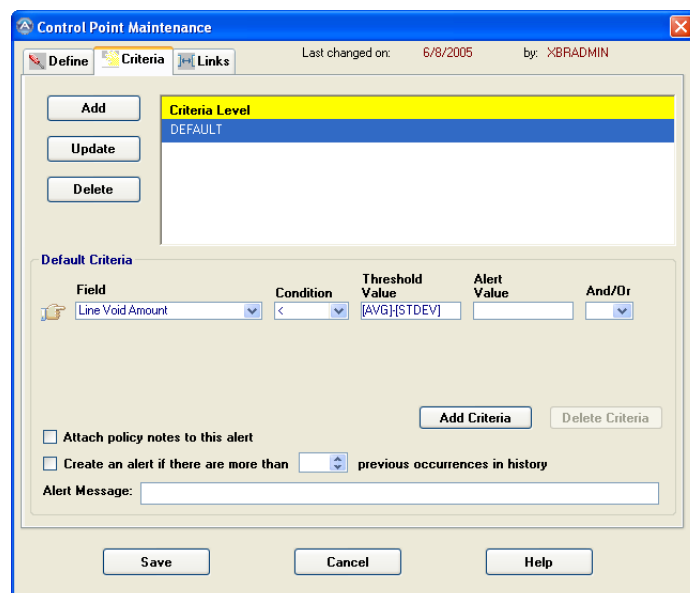 Control Point Maintenance
Define Criteria Links Last changed on: 6/8/2005 by: XBRADMIN
Add
Update
Delete
Criteria Level
DEFAULT
Default Criteria
Field Condition Threshold Value Alert Value And/Or
Line Void Amount < [AVG]-[STDEV]
Add Criteria Delete Criteria
Attach policy notes to this alert
Create an alert if there are more than previous occurrences in history
Alert Message:
Save Cancel Help